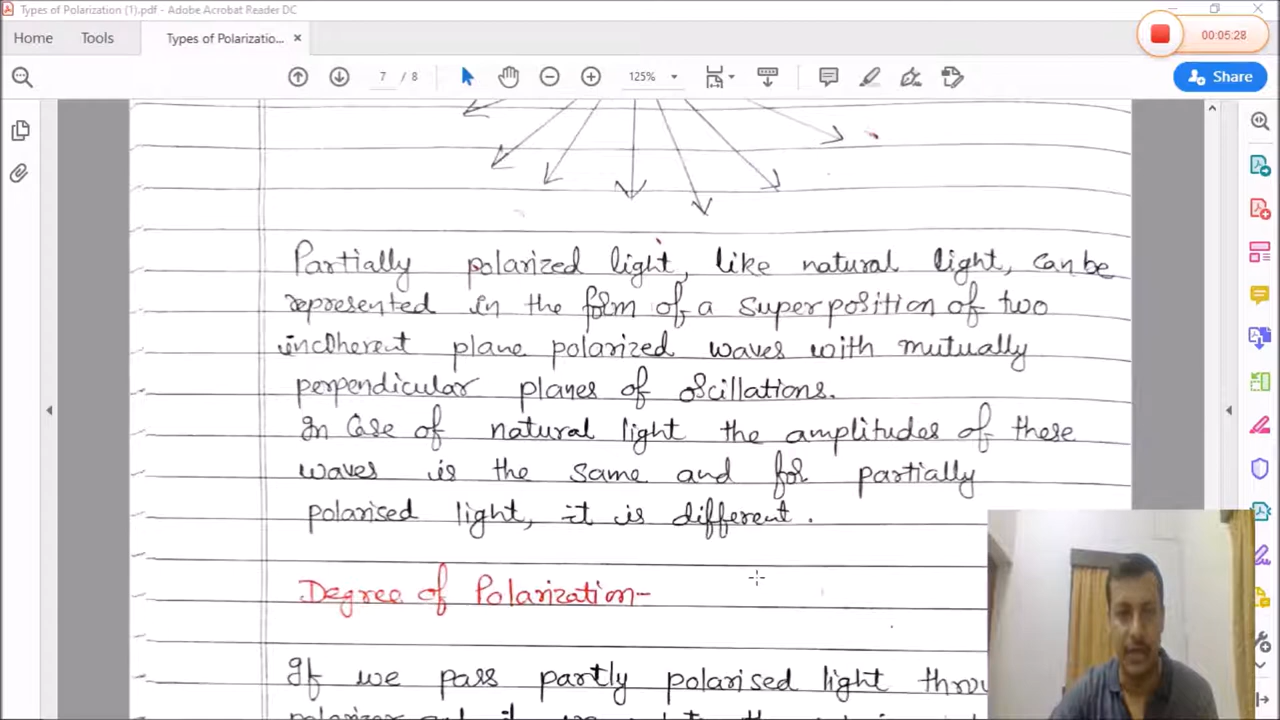 Types of Polarization (1).pdf - Adobe Acrobat Reader DC
00:05:28
Home Tools Types of Polarizatio... ×
7 / 8 125% Share
Partially polarized light, like natural light, can be
represented in the form of a superposition of two
incoherent plane polarized waves with mutually
perpendicular planes of oscillations.
In Case of natural light the amplitudes of these
waves is the same and for partially
polarised light, it is different.
Degree of Polarization-
If we pass partly polarised light throu